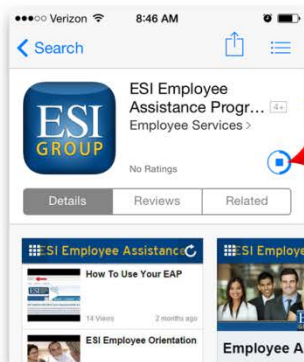 Verizon 8:46 AM
Search
ESI GROUP
ESI Employee
Assistance Progr... 4+
Employee Services >
No Ratings
Details Reviews Related
ESI Employee Assistance
How To Use Your EAP
14 Views 2 months ago
ESI Employee Orientation
ESI Employe
Employee A